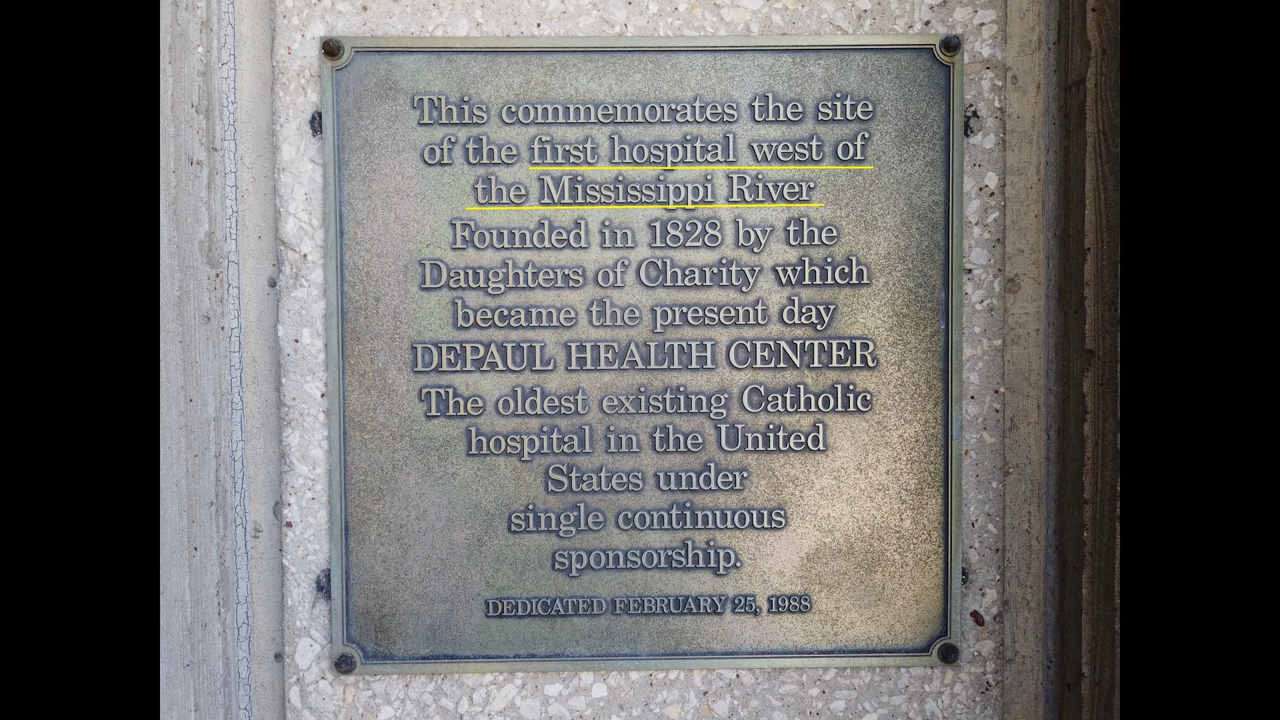 This commemorates the site
of the first hospital west of
the Mississippi River
Founded in 1828 by the
Daughters of Charity which
became the present day
DEPAUL HEALTH CENTER
The oldest existing Catholic
hospital in the United
States under
single continuous
sponsorship.
DEDICATED FEBRUARY 25, 1988